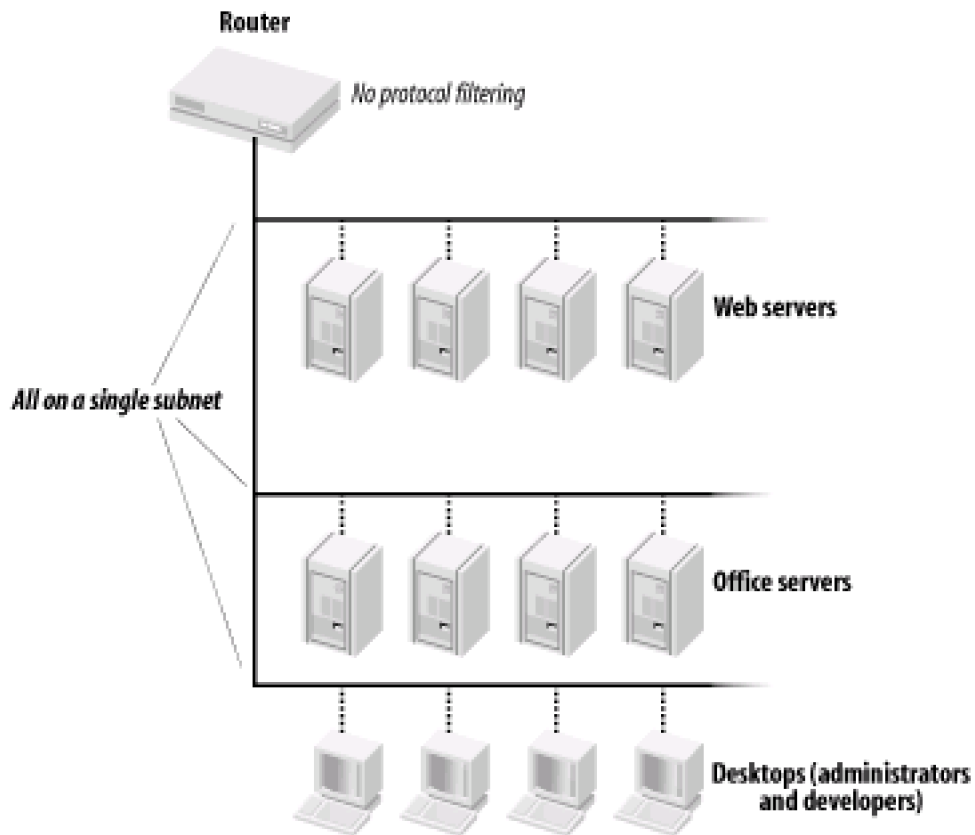 Router
No protocol filtering
Web servers
All on a single subnet
Office servers
Desktops (administrators
and developers)